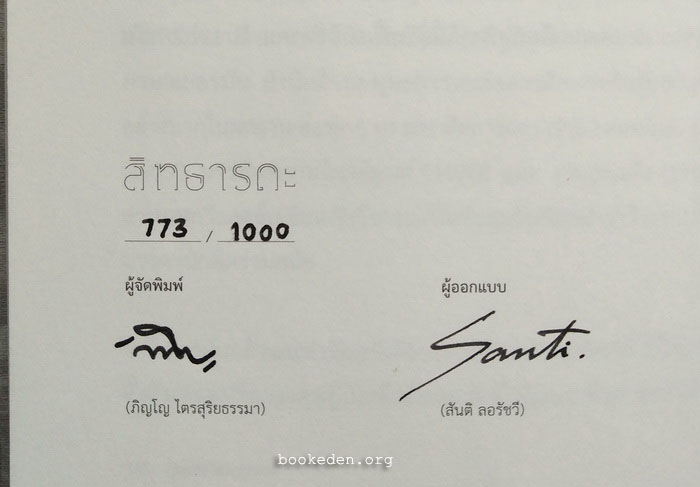 สิทธารถะ
773 / 1000
ผู้จัดพิมพ์ ผู้ออกแบบ
Santi.
(ภิญโญ ไตรสุริยธรรมา) (สันติ ลอรัชวี)
bookeden.org